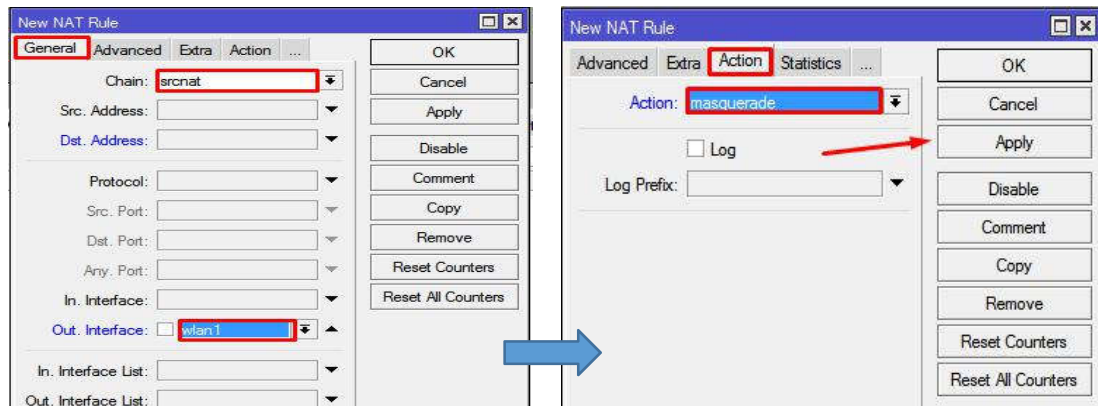 New NAT Rule
General Advanced Extra Action ...
Chain: srcnat
Src. Address:
Dst. Address:
Protocol:
Src. Port:
Dst. Port:
Any. Port:
In. Interface:
Out. Interface: wlan1
In. Interface List:
Out. Interface List:
OK
Cancel
Apply
Disable
Comment
Copy
Remove
Reset Counters
Reset All Counters
New NAT Rule
Advanced Extra Action Statistics ...
Action: masquerade
Log
Log Prefix:
OK
Cancel
Apply
Disable
Comment
Copy
Remove
Reset Counters
Reset All Counters